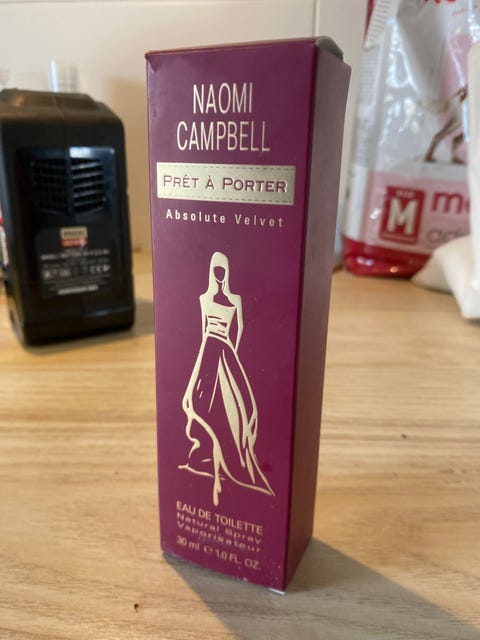 NAOMI
CAMPBELL
PRÊT À PORTER
Absolute Velvet
EAU DE TOILETTE
Natural Spray
Vaporisateur
30 ml ℮ 1.0 FL. OZ.
M